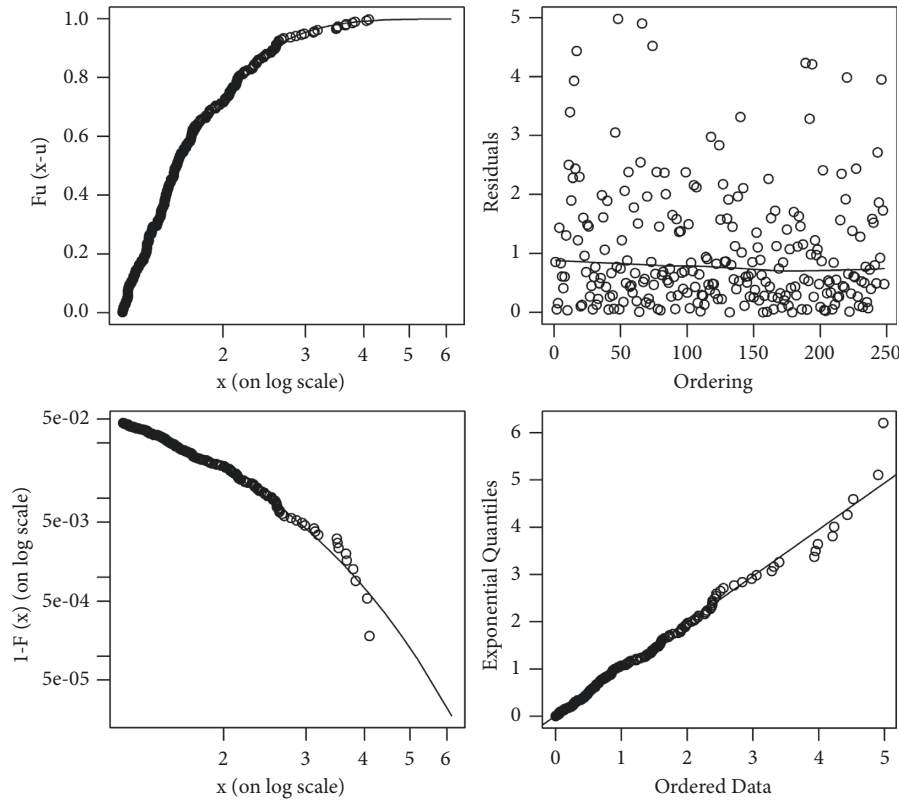 1.0
0.8
0.6
0.4
0.2
0.0
Fu (x-u)
2 3 4 5 6
x (on log scale)
5
4
3
2
1
0
Residuals
0 50 100 150 200 250
Ordering
5e-02
5e-03
5e-04
5e-05
1-F (x) (on log scale)
2 3 4 5 6
x (on log scale)
6
5
4
3
2
1
0
Exponential Quantiles
0 1 2 3 4 5
Ordered Data